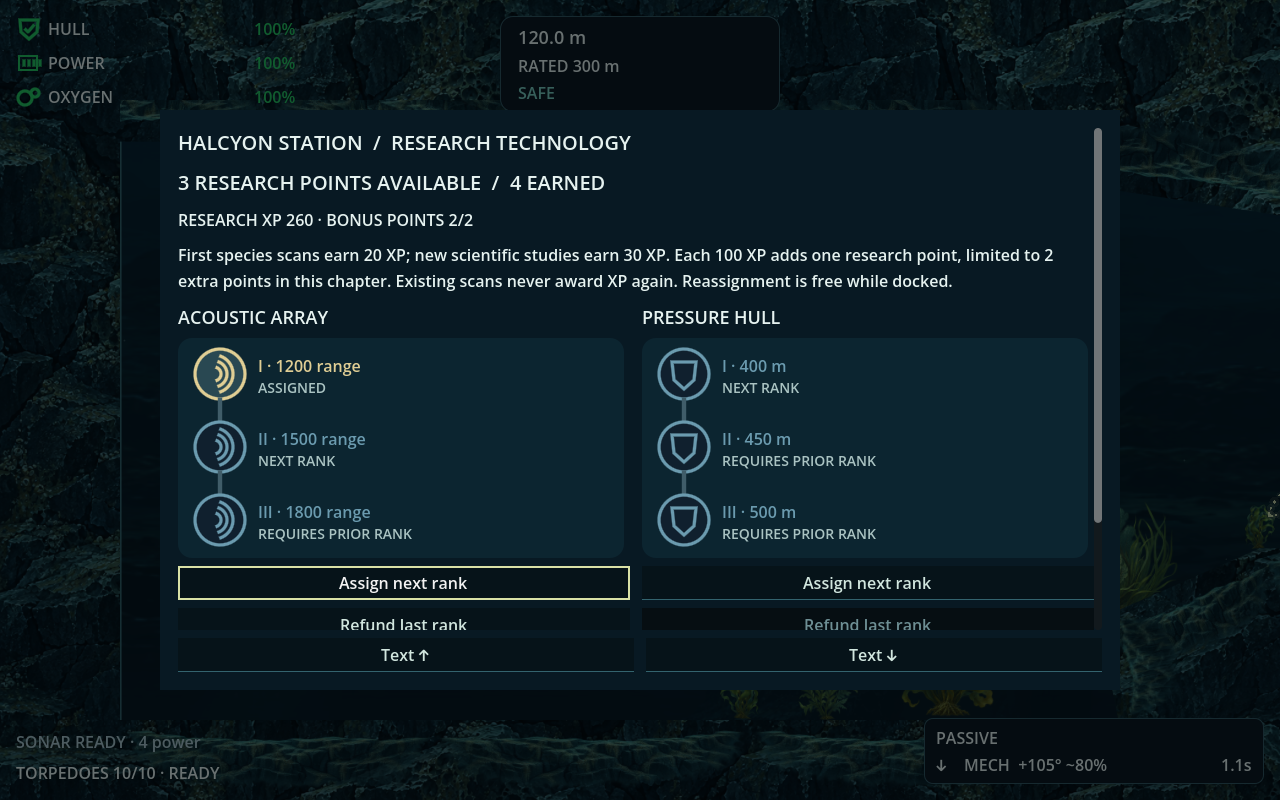 HULL 100%
POWER 100%
OXYGEN 100%
120.0 m
RATED 300 m
SAFE
HALCYON STATION / RESEARCH TECHNOLOGY
3 RESEARCH POINTS AVAILABLE / 4 EARNED
RESEARCH XP 260 · BONUS POINTS 2/2
First species scans earn 20 XP; new scientific studies earn 30 XP. Each 100 XP adds one research point, limited to 2
extra points in this chapter. Existing scans never award XP again. Reassignment is free while docked.
ACOUSTIC ARRAY
I · 1200 range
ASSIGNED
II · 1500 range
NEXT RANK
III · 1800 range
REQUIRES PRIOR RANK
Assign next rank
Refund last rank
PRESSURE HULL
I · 400 m
NEXT RANK
II · 450 m
REQUIRES PRIOR RANK
III · 500 m
REQUIRES PRIOR RANK
Assign next rank
Refund last rank
Text ↑
Text ↓
SONAR READY · 4 power
TORPEDOES 10/10 · READY
PASSIVE
↓ MECH +105° ~80% 1.1s